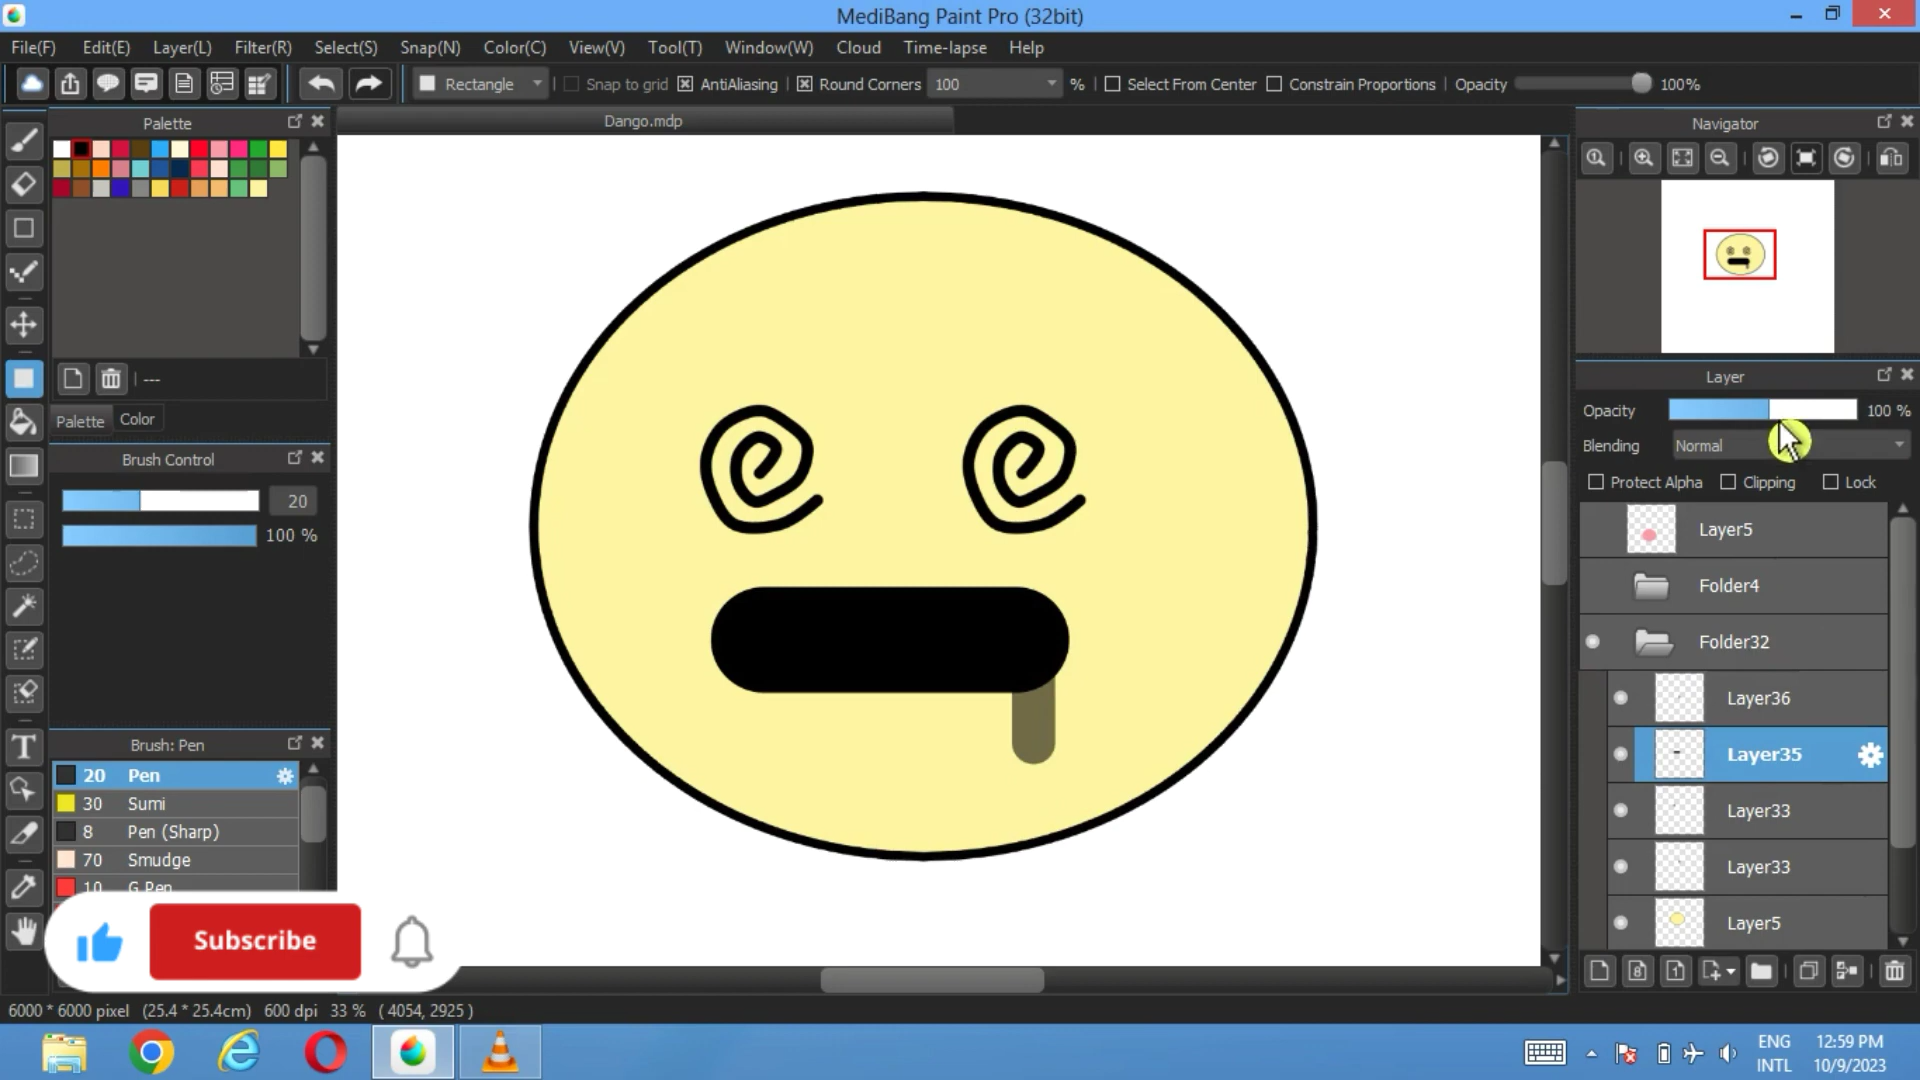 MediBang Paint Pro (32bit)
File(F) Edit(E) Layer(L) Filter(R) Select(S) Snap(N) Color(C) View(V) Tool(T) Window(W) Cloud Time-lapse Help
Rectangle Snap to grid AntiAliasing Round Corners 100 % Select From Center Constrain Proportions Opacity 100%
Palette
Dango.mdp
Navigator
---
Palette Color
Brush Control
20
100 %
Layer
Opacity 100 %
Blending Normal
Protect Alpha Clipping Lock
Layer5
Folder4
Folder32
Layer36
Layer35
Layer33
Layer33
Layer5
Brush: Pen
20 Pen
30 Sumi
8 Pen (Sharp)
70 Smudge
10 G Pen
Subscribe
6000 * 6000 pixel (25.4 * 25.4cm) 600 dpi 33 % ( 4054, 2925 )
ENG
INTL
12:59 PM
10/9/2023